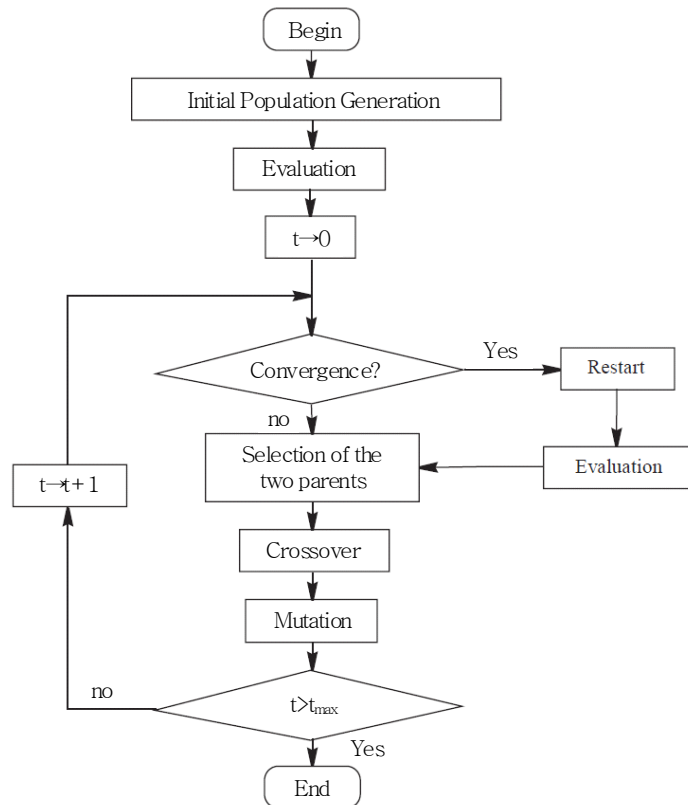 Begin
Initial Population Generation
Evaluation
t→0
Convergence?
Yes
Restart
no
Selection of the
two parents
Evaluation
t→t+1
Crossover
Mutation
no
t>tmax
Yes
End